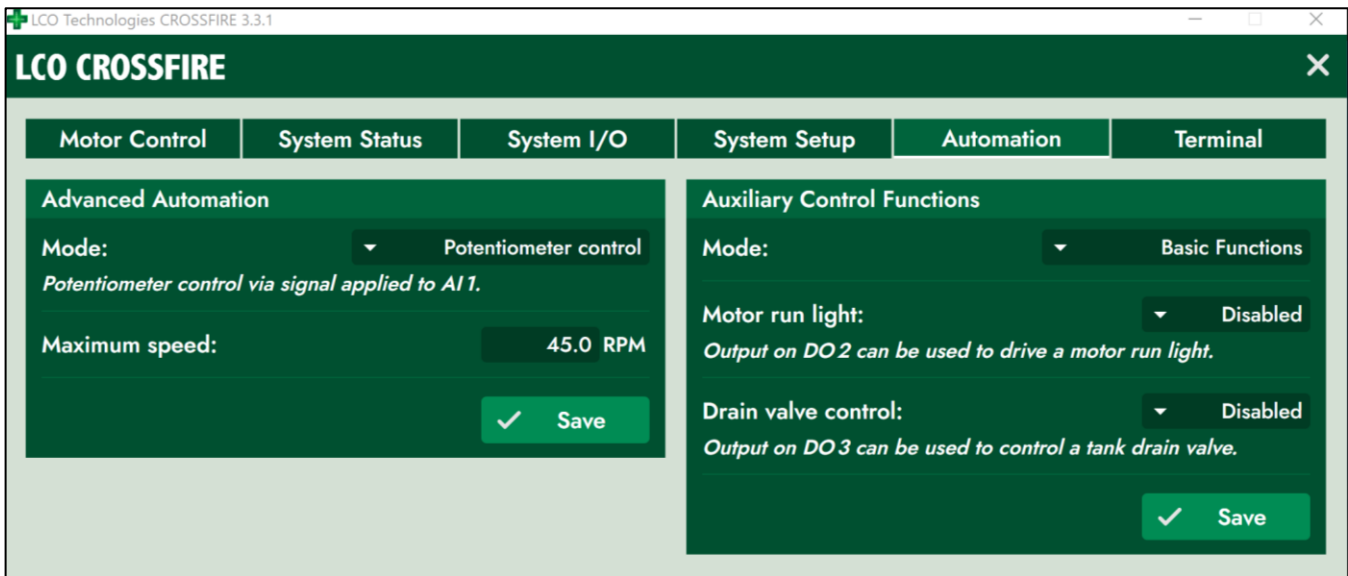 LCO Technologies CROSSFIRE 3.3.1
LCO CROSSFIRE
Motor Control System Status System I/O System Setup Automation Terminal
Advanced Automation
Mode: Potentiometer control
Potentiometer control via signal applied to AI 1.
Maximum speed: 45.0 RPM
Save
Auxiliary Control Functions
Mode: Basic Functions
Motor run light: Disabled
Output on DO 2 can be used to drive a motor run light.
Drain valve control: Disabled
Output on DO 3 can be used to control a tank drain valve.
Save